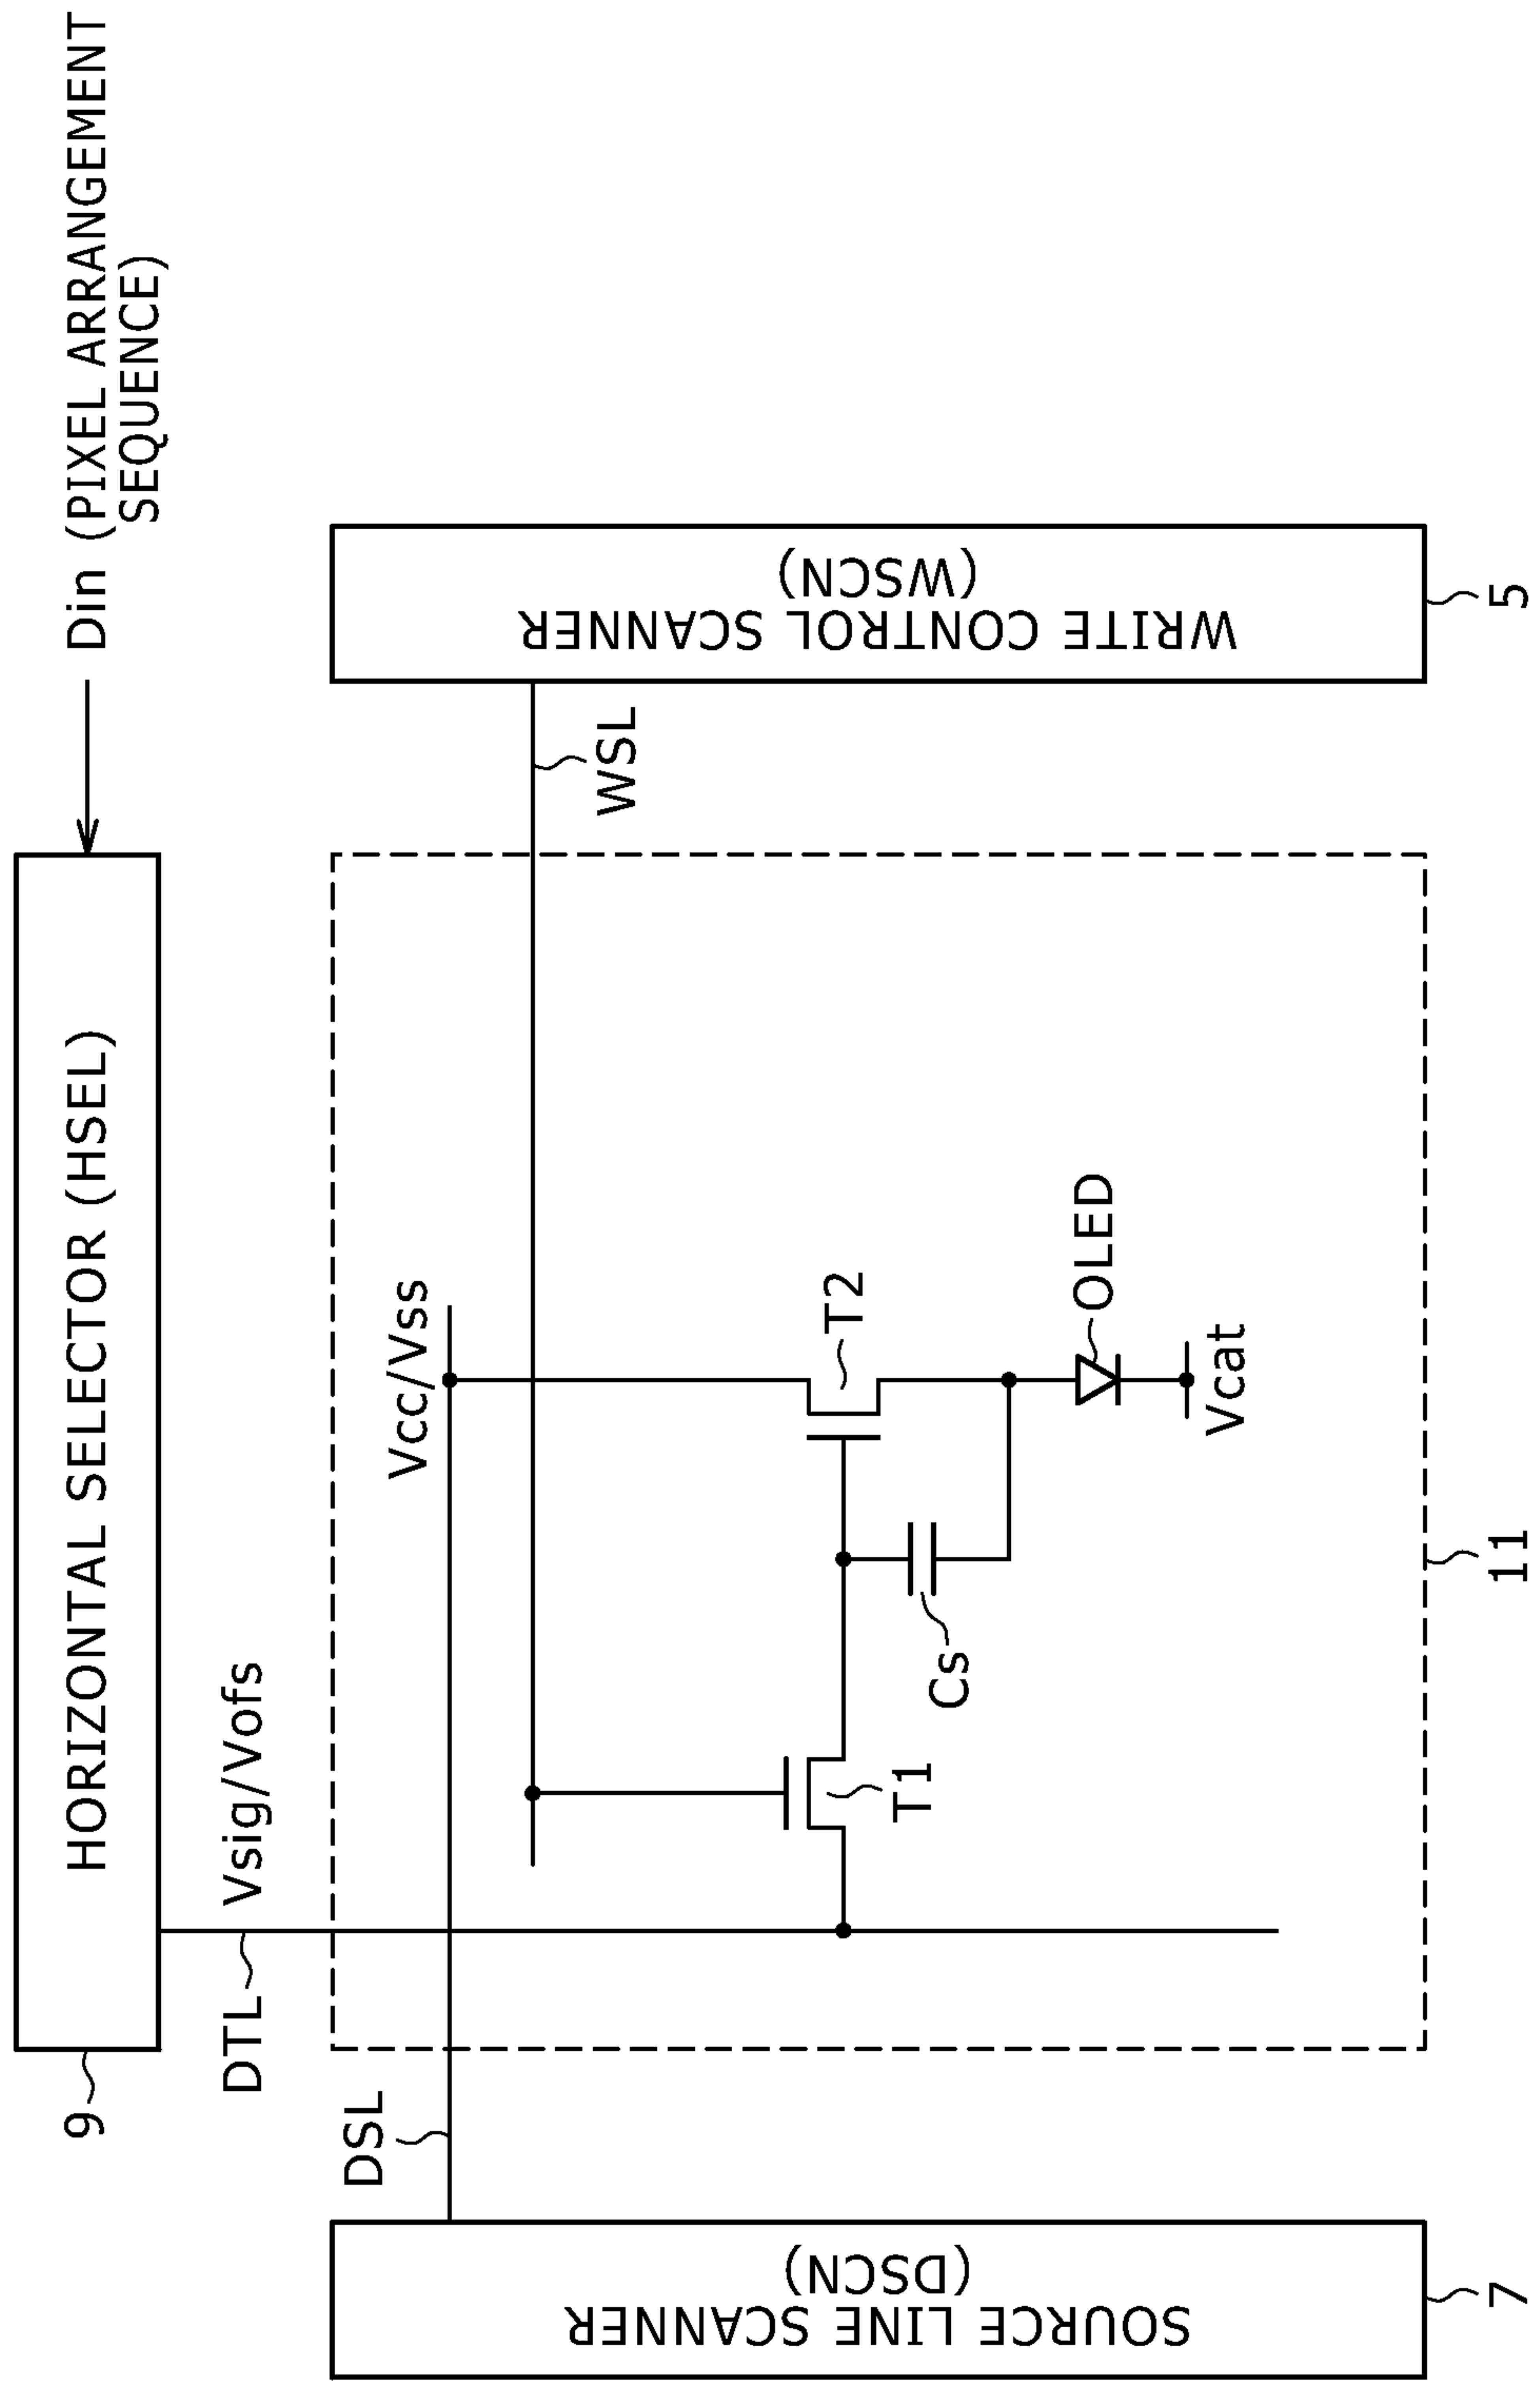 Din (PIXEL ARRANGEMENT
SEQUENCE)
9
HORIZONTAL SELECTOR (HSEL)
DTL
Vsig/Vofs
DSL
Vcc/Vss
WSL
SOURCE LINE SCANNER
(DSCN)
T1
T2
Cs
OLED
Vcat
WRITE CONTROL SCANNER
(WSCN)
7
11
5